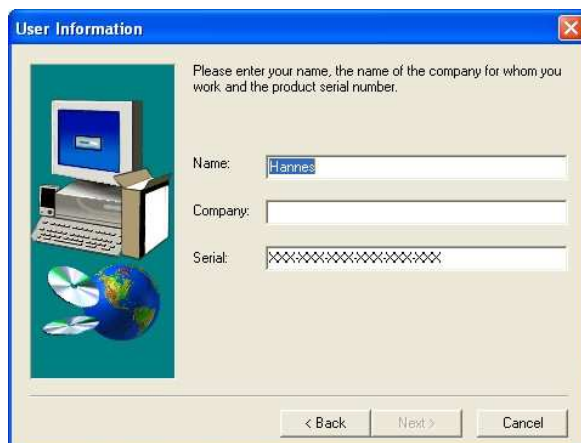 User Information
Please enter your name, the name of the company for whom you
work and the product serial number.
Name: Hannes
Company:
Serial: XXX-XXX-XXX-XXX-XXX-XXX
< Back Next > Cancel